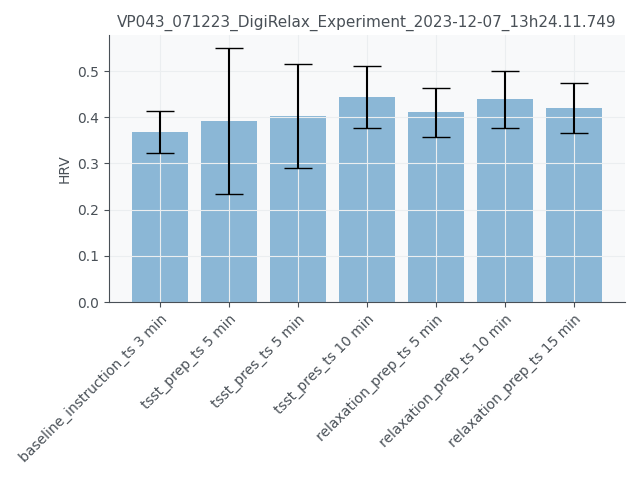 VP043_071223_DigiRelax_Experiment_2023-12-07_13h24.11.749
HRV
0.5
0.4
0.3
0.2
0.1
0.0
baseline_instruction_ts 3 min
tsst_prep_ts 5 min
tsst_pres_ts 5 min
tsst_pres_ts 10 min
relaxation_prep_ts 5 min
relaxation_prep_ts 10 min
relaxation_prep_ts 15 min